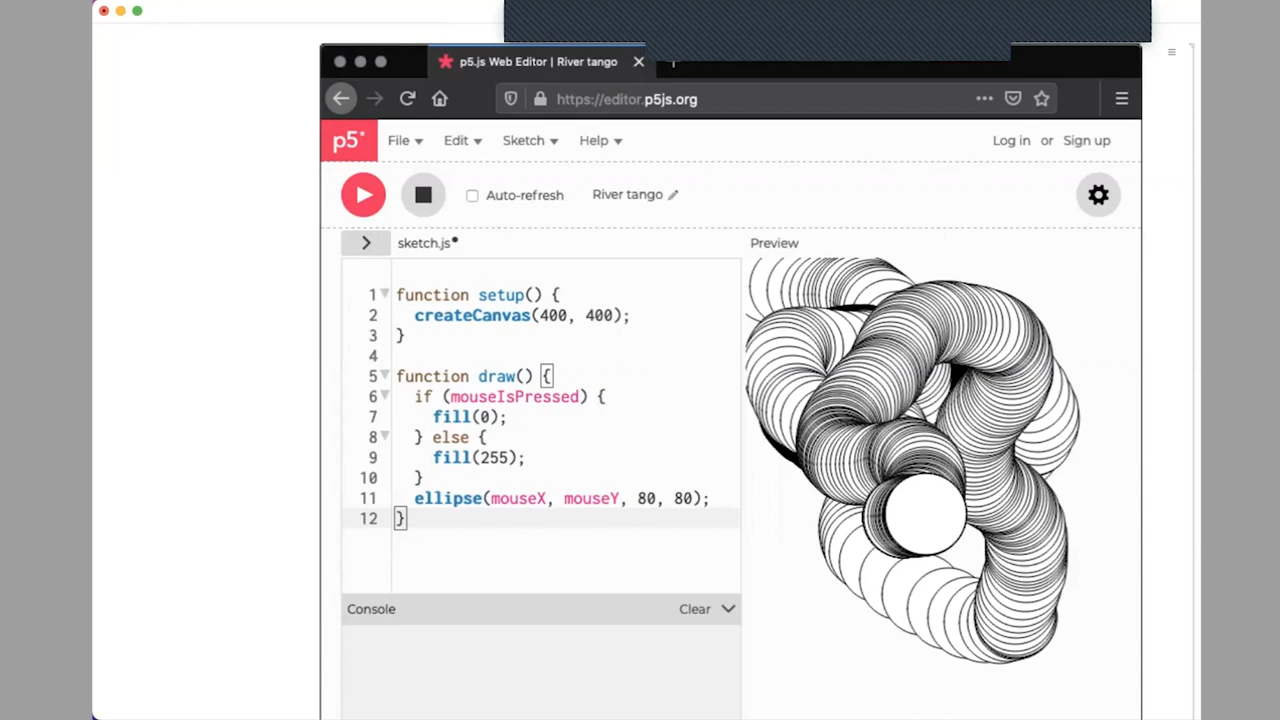 p5.js Web Editor | River tango
https://editor.p5js.org
p5* File Edit Sketch Help Log in or Sign up
Auto-refresh River tango
sketch.js• Preview
1 function setup() {
2 createCanvas(400, 400);
3 }
4
5 function draw() {
6 if (mouseIsPressed) {
7 fill(0);
8 } else {
9 fill(255);
10 }
11 ellipse(mouseX, mouseY, 80, 80);
12 }
Console Clear